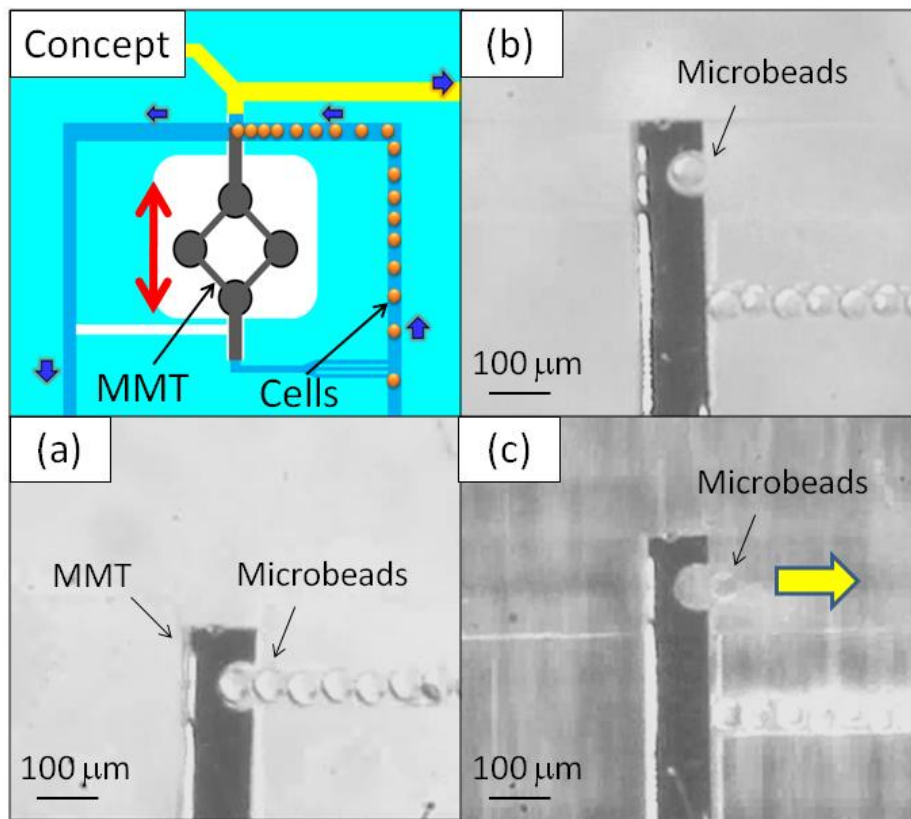 Concept
MMT
Cells
(b)
Microbeads
100 μm
(a)
MMT
Microbeads
100 μm
(c)
Microbeads
100 μm